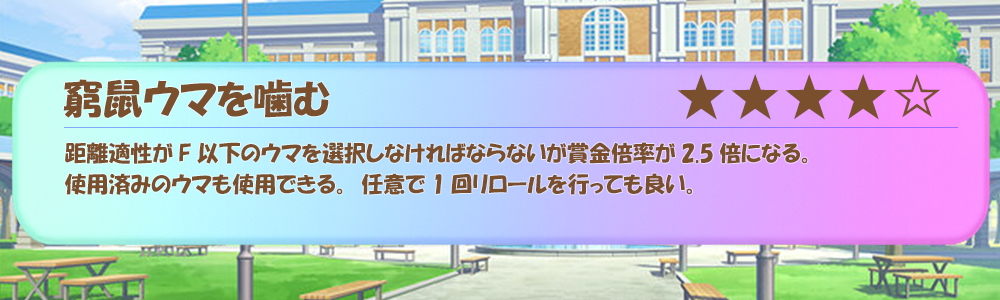 窮鼠ウマを噛む ★★★★☆
距離適性が F 以下のウマを選択しなければならないが賞金倍率が 2.5 倍になる。
使用済みのウマも使用できる。 任意で 1 回リロールを行っても良い。